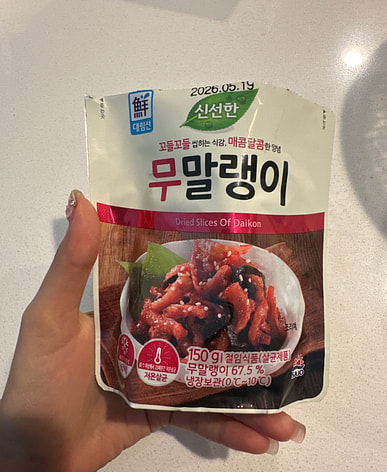 2026.05.19
鮮
대림선
신선한
꼬들꼬들 씹히는 식감, 매콤달콤한 양념
무말랭이
Dried Slices Of Daikon
저온살균
150g | 절임식품(살균제품)
무말랭이 67.5 %
냉장보관(0℃~10℃)